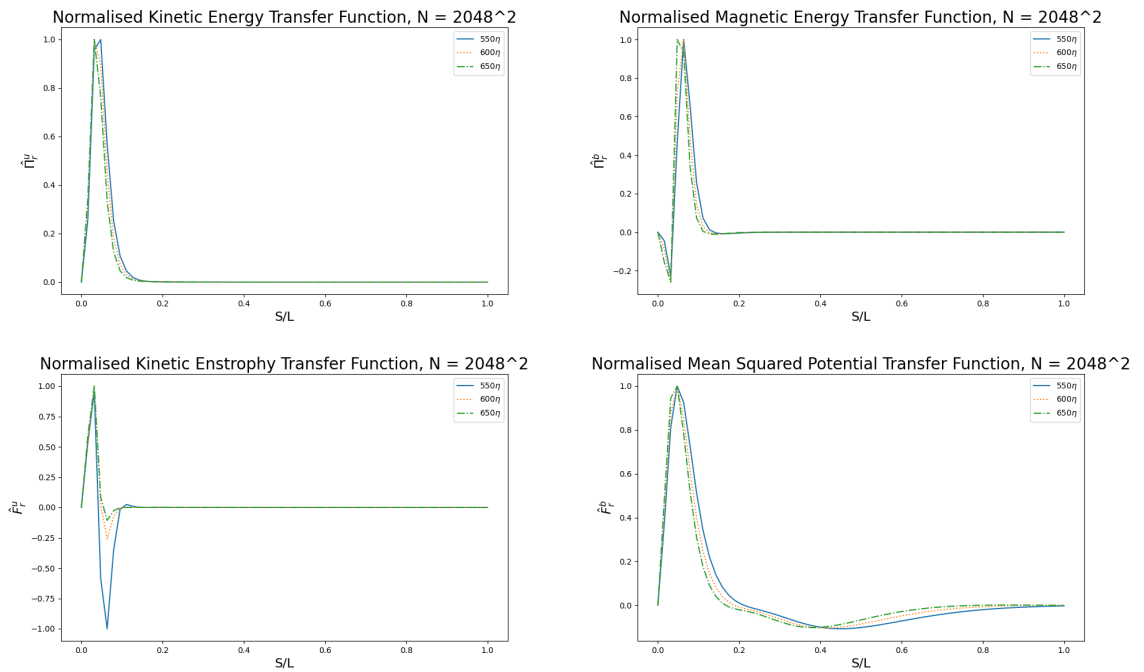 Normalised Kinetic Energy Transfer Function, N = 2048^2
550η
600η
650η
1.0
0.8
0.6
0.4
0.2
0.0
Π̂ᵤʳ
0.0 0.2 0.4 0.6 0.8 1.0
S/L
Normalised Magnetic Energy Transfer Function, N = 2048^2
550η
600η
650η
1.0
0.8
0.6
0.4
0.2
0.0
−0.2
Π̂ᵇᵣ
0.0 0.2 0.4 0.6 0.8 1.0
S/L
Normalised Kinetic Enstrophy Transfer Function, N = 2048^2
550η
600η
650η
1.00
0.75
0.50
0.25
0.00
−0.25
−0.50
−0.75
−1.00
F̂ᵘᵣ
0.0 0.2 0.4 0.6 0.8 1.0
S/L
Normalised Mean Squared Potential Transfer Function, N = 2048^2
550η
600η
650η
1.0
0.8
0.6
0.4
0.2
0.0
F̂ᵇᵣ
0.0 0.2 0.4 0.6 0.8 1.0
S/L